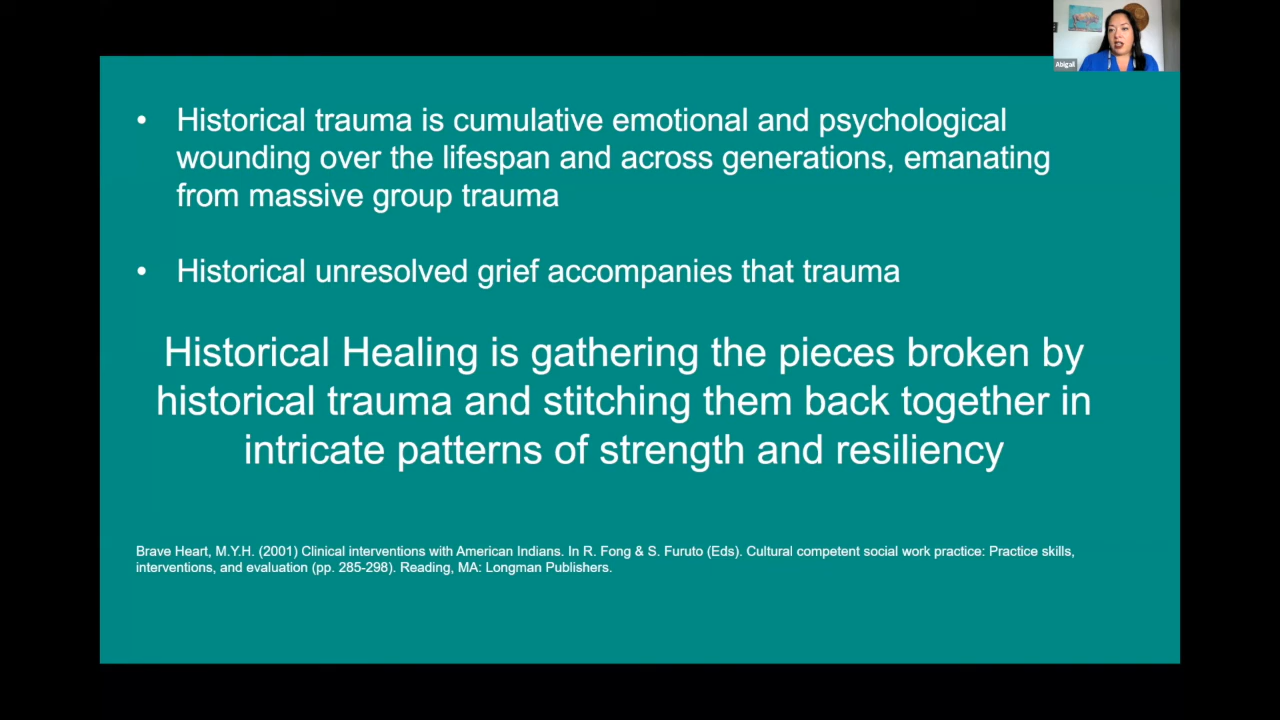 Abigail
• Historical trauma is cumulative emotional and psychological
wounding over the lifespan and across generations, emanating
from massive group trauma
• Historical unresolved grief accompanies that trauma
Historical Healing is gathering the pieces broken by
historical trauma and stitching them back together in
intricate patterns of strength and resiliency
Brave Heart, M.Y.H. (2001) Clinical interventions with American Indians. In R. Fong & S. Furuto (Eds). Cultural competent social work practice: Practice skills,
interventions, and evaluation (pp. 285-298). Reading, MA: Longman Publishers.